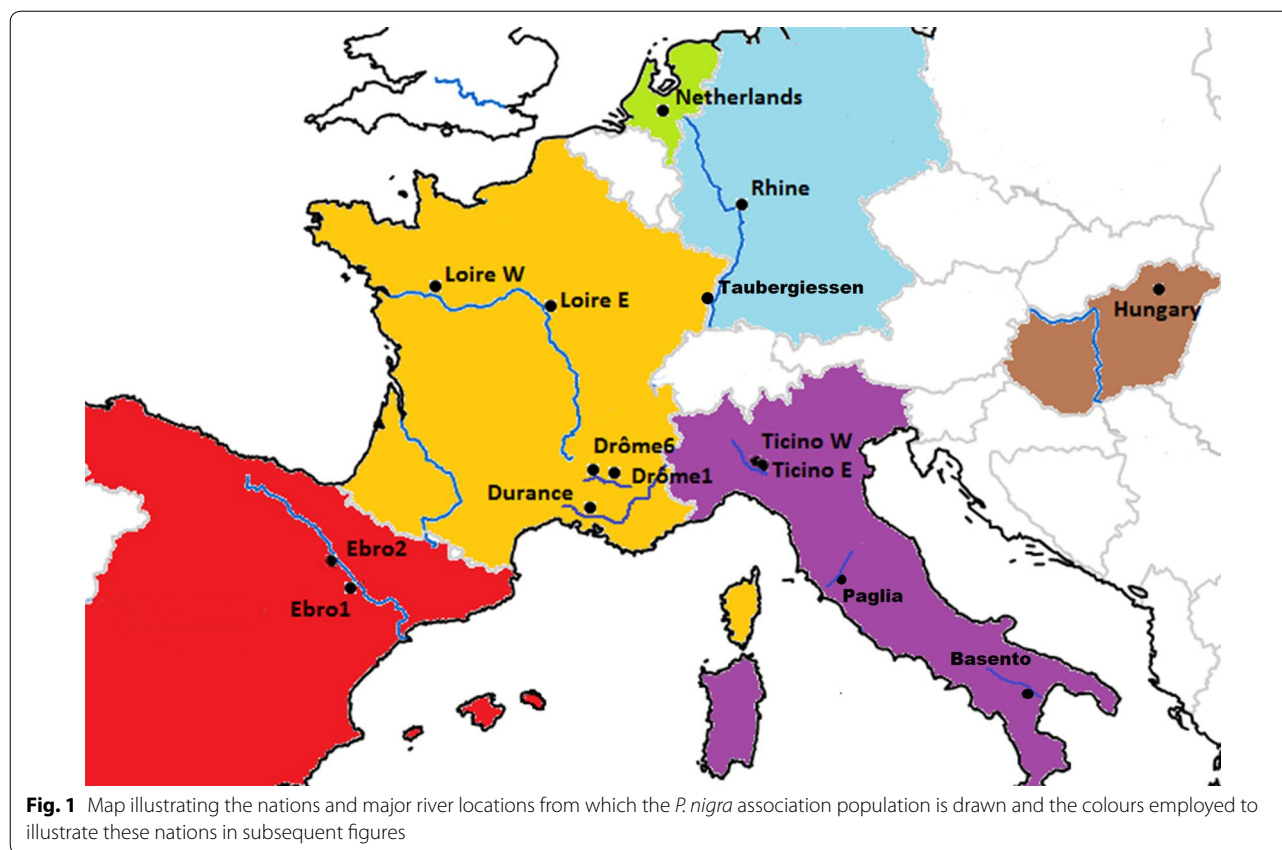 Netherlands
Rhine
Loire W
Loire E
Taubergiessen
Hungary
Drôme6
Drôme1
Ticino W
Ticino E
Durance
Ebro2
Ebro1
Paglia
Basento
Fig. 1 Map illustrating the nations and major river locations from which the P. nigra association population is drawn and the colours employed to
illustrate these nations in subsequent figures